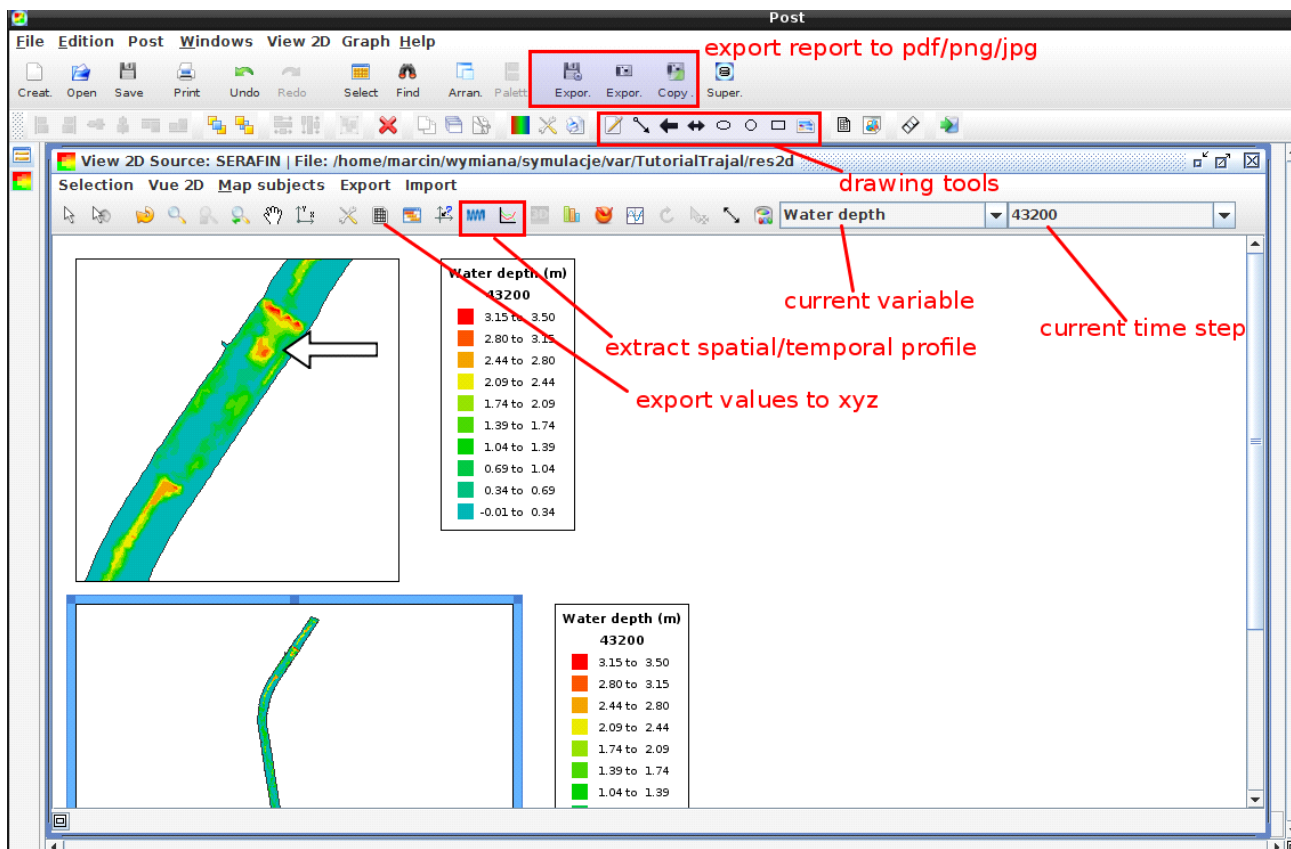 Post
File Edition Post Windows View 2D Graph Help
export report to pdf/png/jpg
Creat. Open Save Print Undo Redo Select Find Arran. Palett Expor. Expor. Copy . Super.
View 2D Source: SERAFIN | File: /home/marcin/wymiana/symulacje/var/TutorialTrajal/res2d
drawing tools
Selection Vue 2D Map subjects Export Import
Water depth 43200
Water depth (m)
43200
3.15 to 3.50
2.80 to 3.15
2.44 to 2.80
2.09 to 2.44
1.74 to 2.09
1.39 to 1.74
1.04 to 1.39
0.69 to 1.04
0.34 to 0.69
-0.01 to 0.34
current variable
current time step
extract spatial/temporal profile
export values to xyz
Water depth (m)
43200
3.15 to 3.50
2.80 to 3.15
2.44 to 2.80
2.09 to 2.44
1.74 to 2.09
1.39 to 1.74
1.04 to 1.39